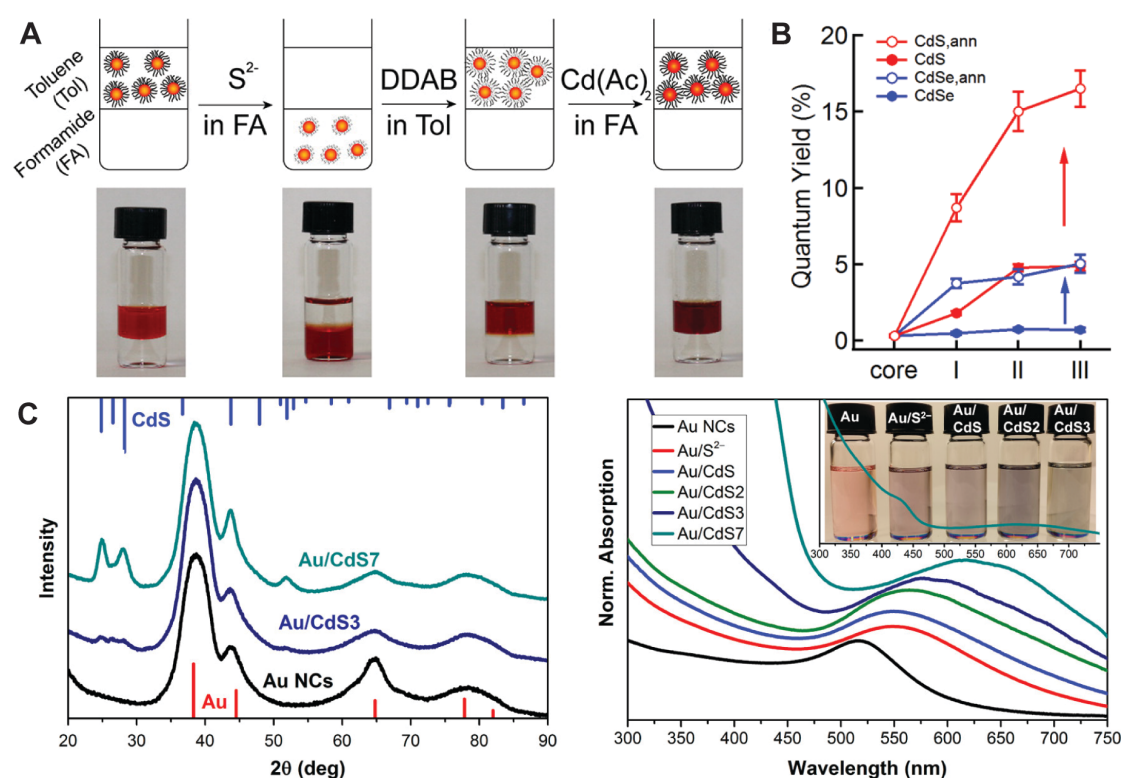 A
Toluene
(Tol)
Formamide
(FA)
S²⁻
in FA
DDAB
in Tol
Cd(Ac)₂
in FA
B
Quantum Yield (%)
20
15
10
5
0
CdS,ann
CdS
CdSe,ann
CdSe
core I II III
C
Intensity
CdS
Au/CdS7
Au/CdS3
Au NCs
Au
20 30 40 50 60 70 80 90
2θ (deg)
Norm. Absorption
Au NCs
Au/S²⁻
Au/CdS
Au/CdS2
Au/CdS3
Au/CdS7
Au Au/S²⁻ Au/ Au/ Au/
CdS CdS2 CdS3
300 350 400 450 500 550 600 650 700
300 350 400 450 500 550 600 650 700 750
Wavelength (nm)